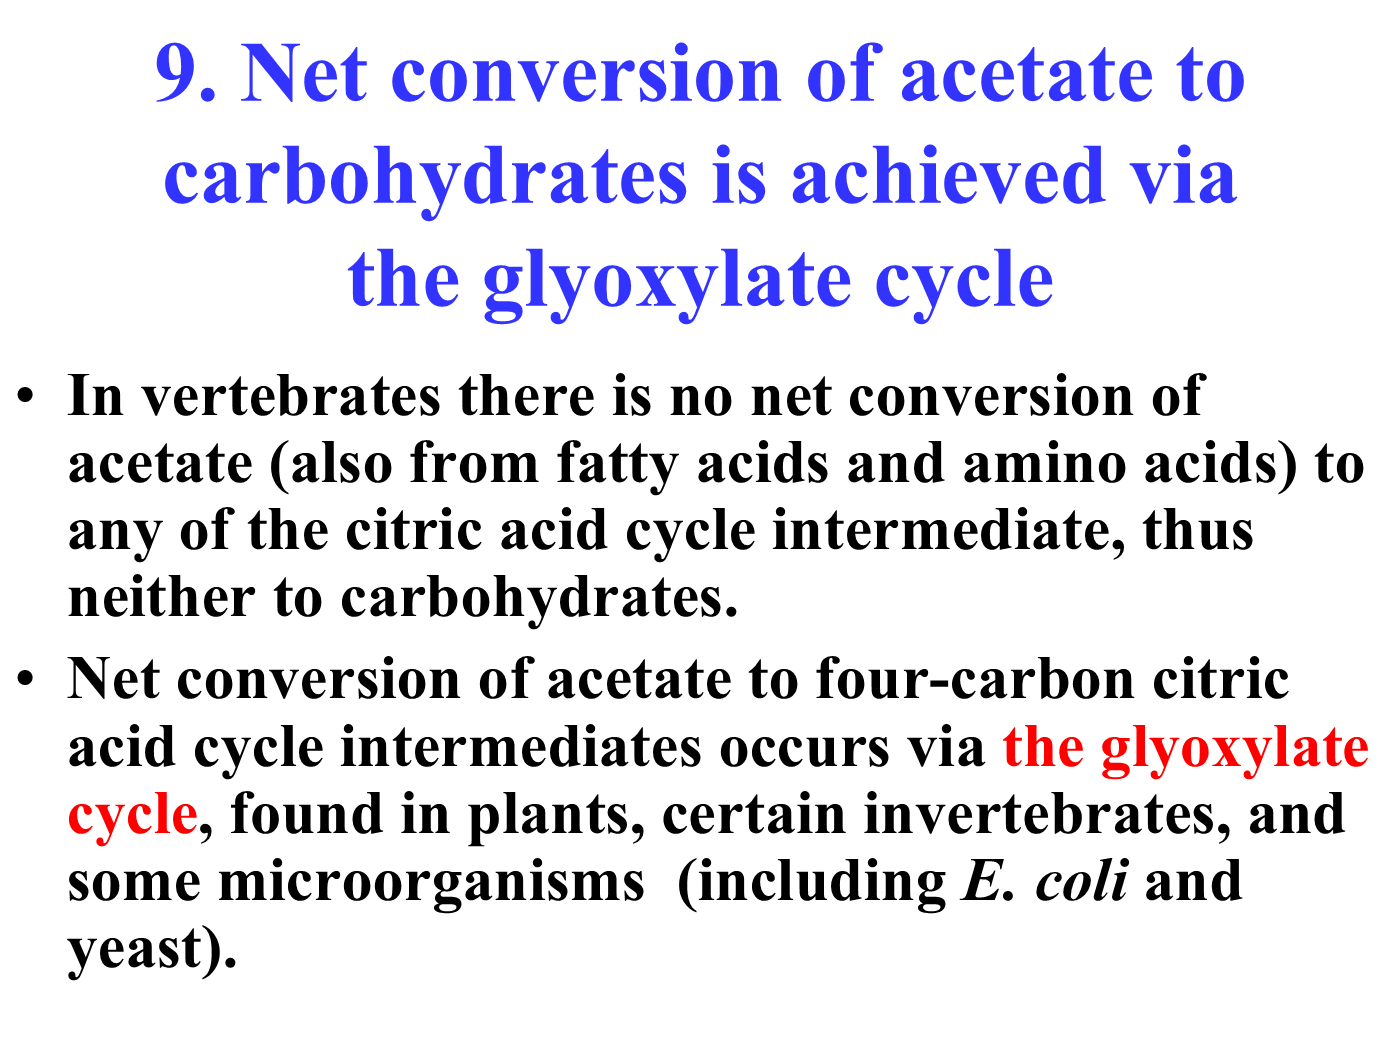 9. Net conversion of acetate to
carbohydrates is achieved via
the glyoxylate cycle
• In vertebrates there is no net conversion of
acetate (also from fatty acids and amino acids) to
any of the citric acid cycle intermediate, thus
neither to carbohydrates.
• Net conversion of acetate to four-carbon citric
acid cycle intermediates occurs via the glyoxylate
cycle, found in plants, certain invertebrates, and
some microorganisms  (including E. coli and
yeast).